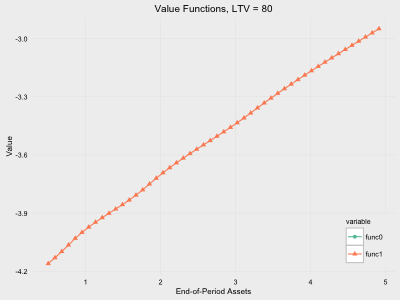 Value Functions, LTV = 80
-3.0
-3.3
-3.6
-3.9
-4.2
Value
1 2 3 4 5
End-of-Period Assets
variable
func0
func1